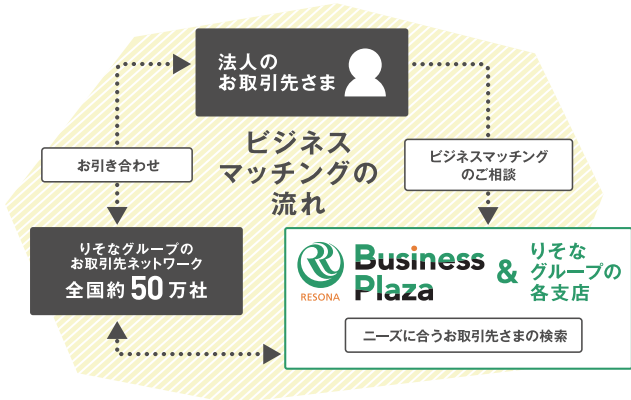 法人の
お取引先さま
ビジネス
マッチングの
流れ
お引き合わせ
ビジネスマッチング
のご相談
りそなグループの
お取引先ネットワーク
全国約50万社
RESONA
Business
Plaza
&
りそな
グループの
各支店
ニーズに合うお取引先さまの検索